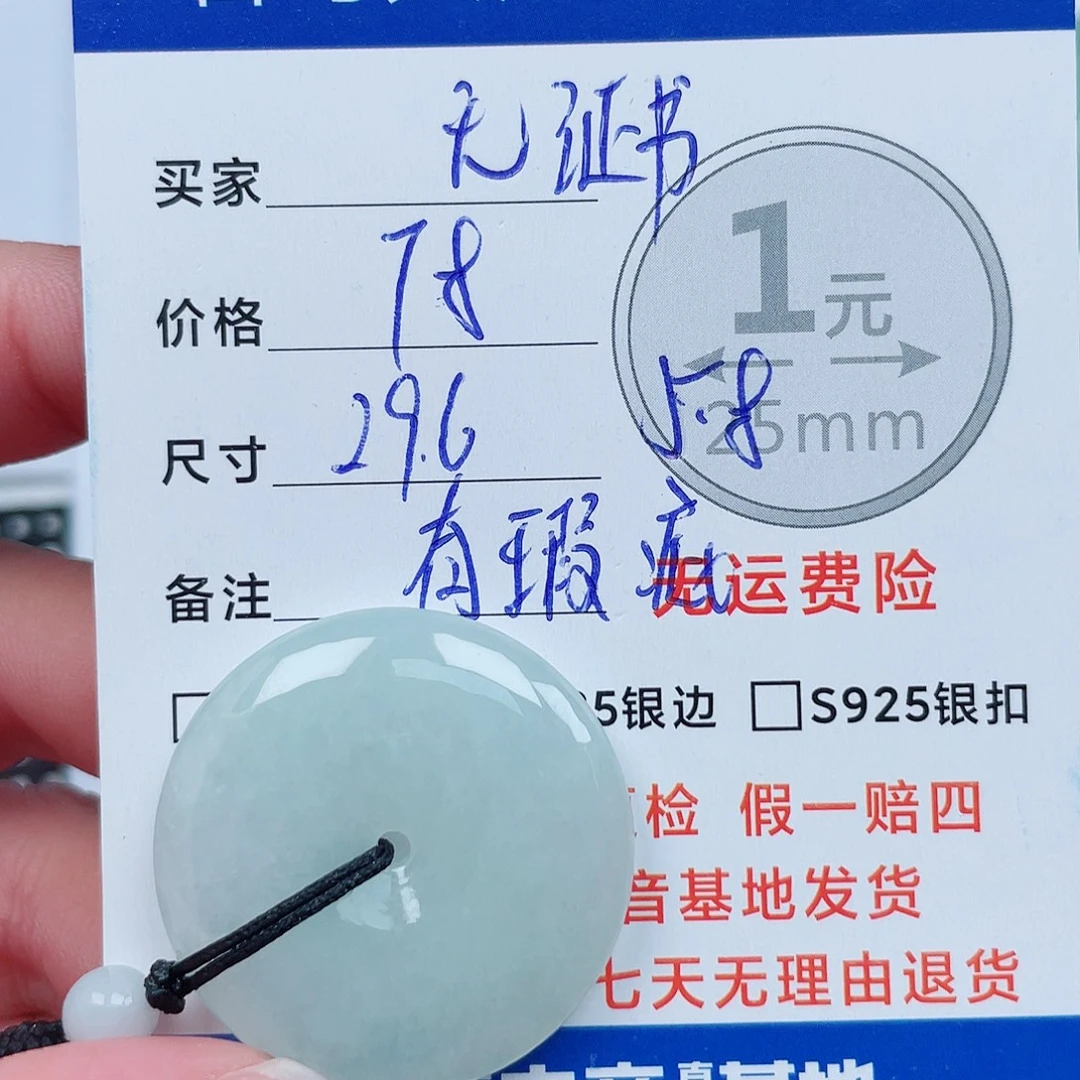 买家 无证书
价格 78
1元
尺寸 29.6 5.8
25mm
备注 有瑕疵
无运费险
5银边 S925银扣
检 假一赔四
音基地发货
七天无理由退货
基地